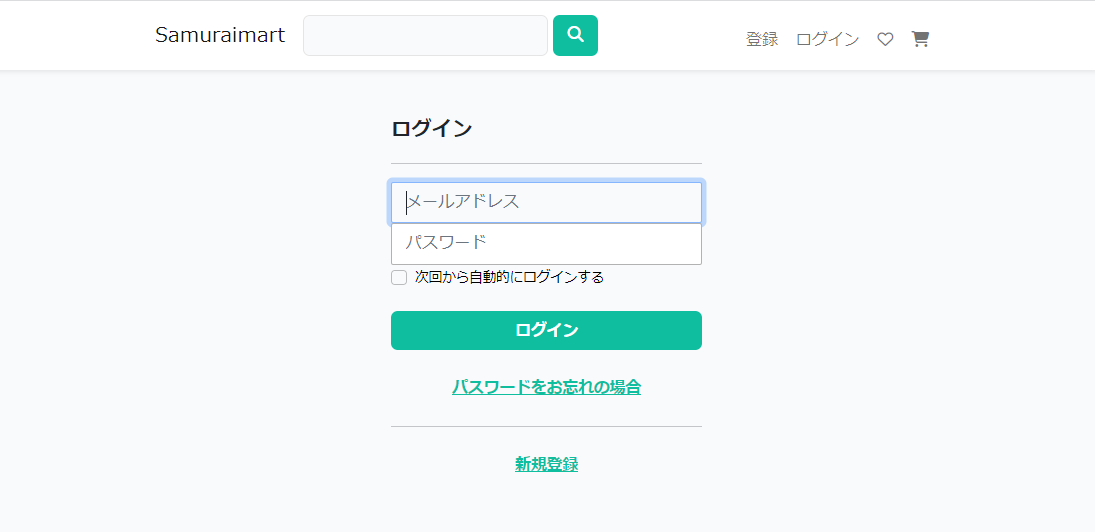 Samuraimart
登録 ログイン
ログイン
メールアドレス
パスワード
次回から自動的にログインする
ログイン
パスワードをお忘れの場合
新規登録